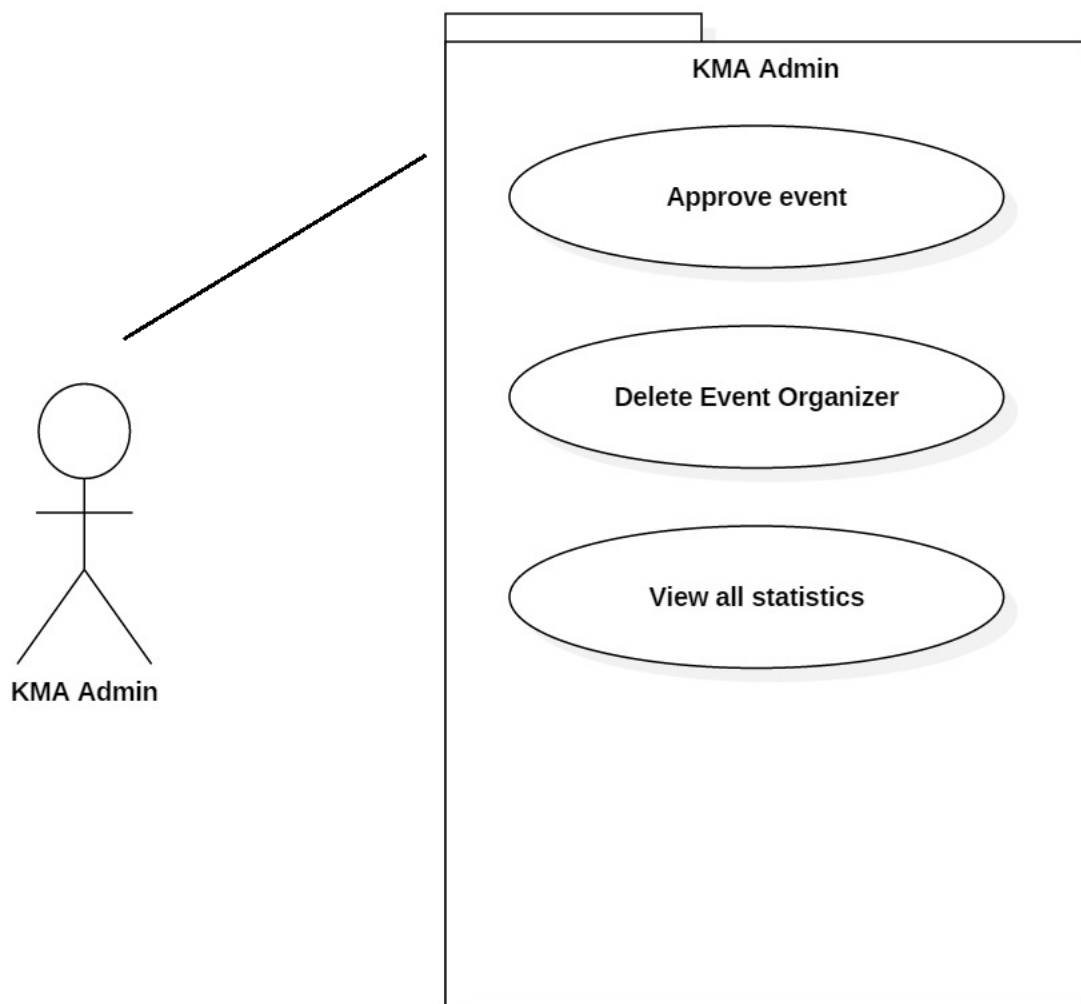 KMA Admin
Approve event
Delete Event Organizer
View all statistics
KMA Admin